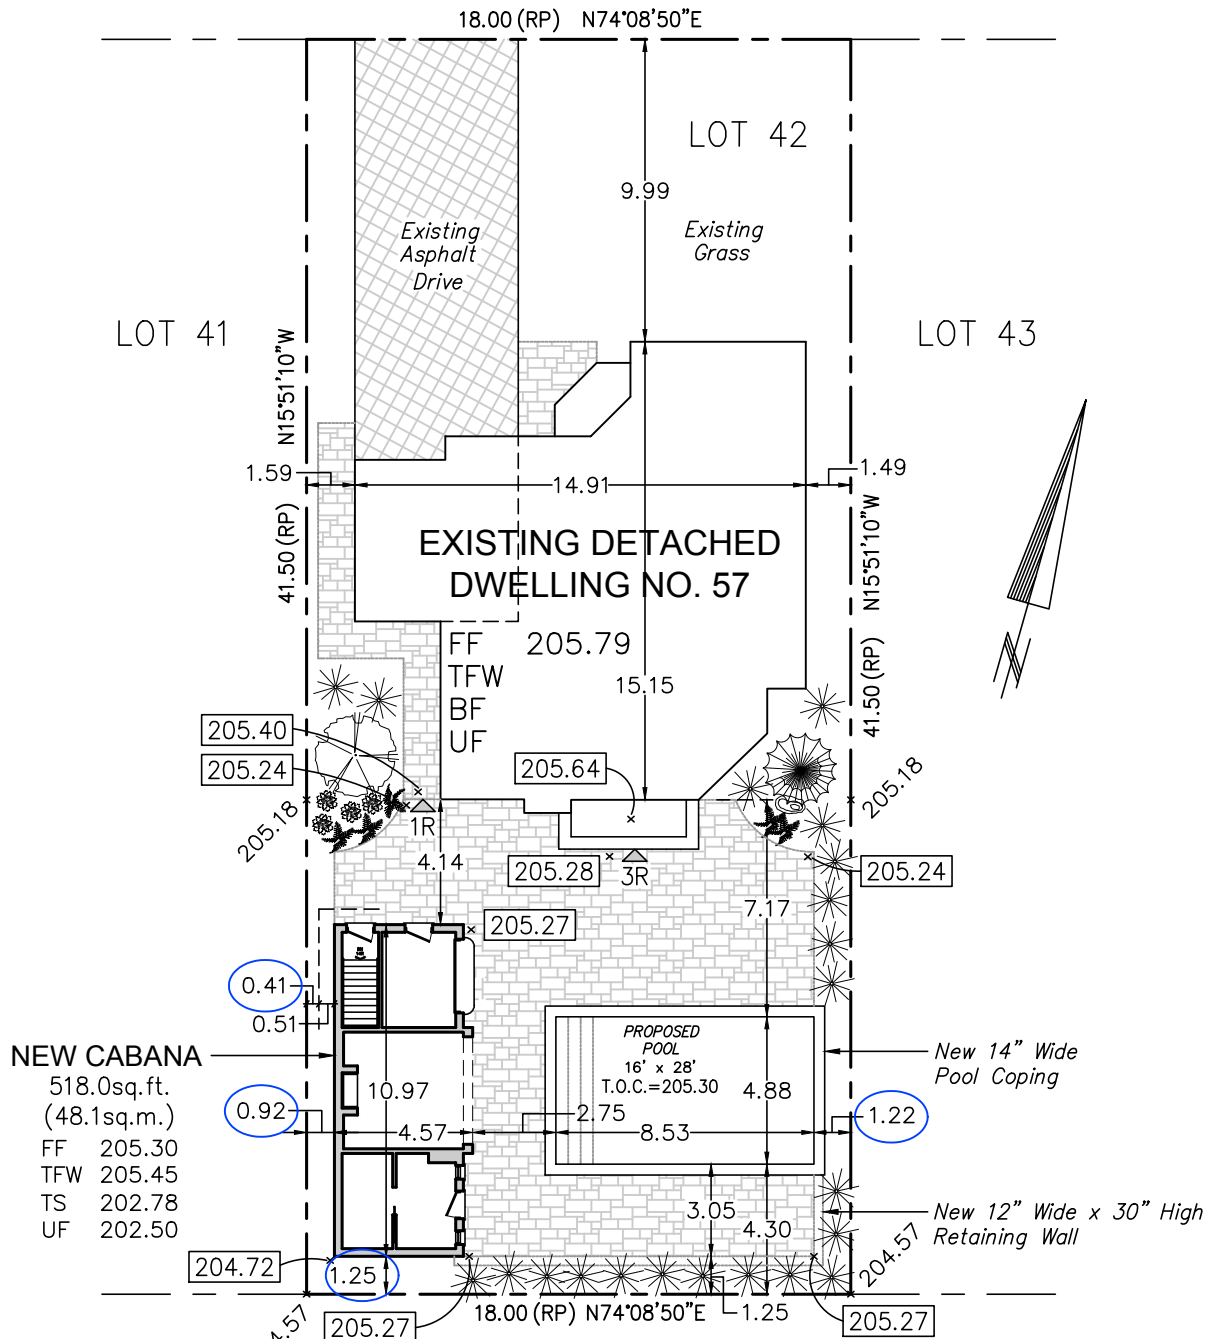 18.00 (RP) N74°08'50"E
LOT 42
9.99
Existing
Asphalt
Drive
Existing
Grass
LOT 41
LOT 43
N15°51'10"W
41.50 (RP)
1.59
14.91
1.49
N15°51'10"W
41.50 (RP)
EXISTING DETACHED
DWELLING NO. 57
FF 205.79
TFW
BF
UF
15.15
205.40
205.24
205.64
205.18
205.18
1R
4.14
205.28
3R
205.24
7.17
205.27
0.41
0.51
NEW CABANA
518.0sq.ft.
(48.1sq.m.)
FF 205.30
TFW 205.45
TS 202.78
UF 202.50
0.92
10.97
4.57
2.75
PROPOSED
POOL
16' x 28'
T.O.C.=205.30
4.88
8.53
1.22
New 14" Wide
Pool Coping
3.05
4.30
New 12" Wide x 30" High
Retaining Wall
204.57
204.72
1.25
1.25
18.00 (RP) N74°08'50"E
4.57
205.27
205.27